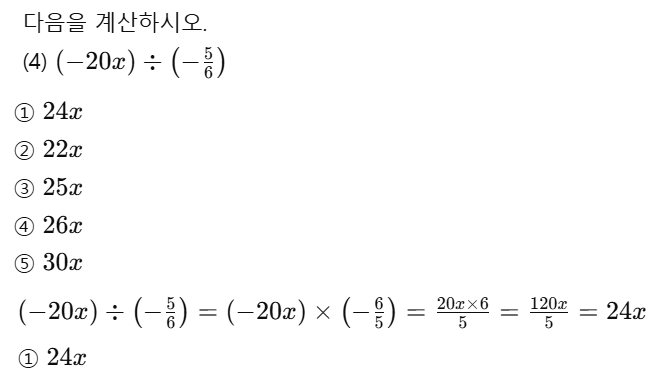 다음을 계산하시오.
(4) (−20x) ÷ (−5/6)
① 24x
② 22x
③ 25x
④ 26x
⑤ 30x
(−20x) ÷ (−5/6) = (−20x) × (−6/5) = 20x×6/5 = 120x/5 = 24x
① 24x